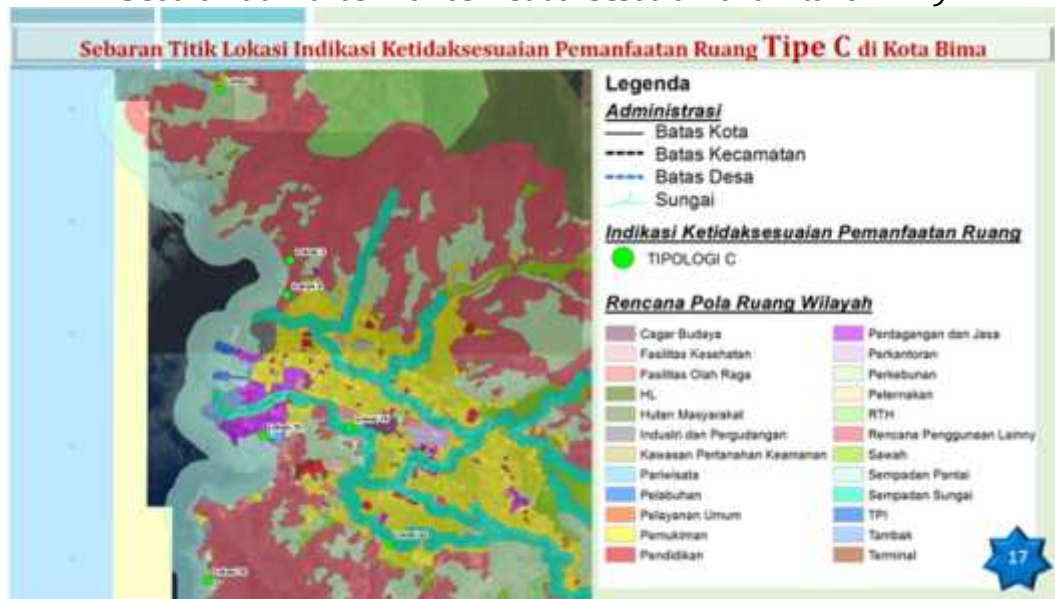 Sebaran Titik Lokasi Indikasi Ketidaksesuaian Pemanfaatan Ruang Tipe C di Kota Bima
Legenda
Administrasi
Batas Kota
Batas Kecamatan
Batas Desa
Sungai
Indikasi Ketidaksesuaian Pemanfaatan Ruang
TIPOLOGI C
Rencana Pola Ruang Wilayah
Cagar Budaya
Fasilitas Kesehatan
Fasilitas Olah Raga
HL
Hutan Masyarakat
Industri dan Pergudangan
Kawasan Pertanahan Keamanan
Pariwisata
Pelabuhan
Pelayanan Umum
Pemukiman
Pendidikan
Perdagangan dan Jasa
Perkantoran
Perkebunan
Peternakan
RTH
Rencana Penggunaan Lainny
Sawah
Sempadan Pantai
Sempadan Sungai
TPI
Tambak
Terminal
17